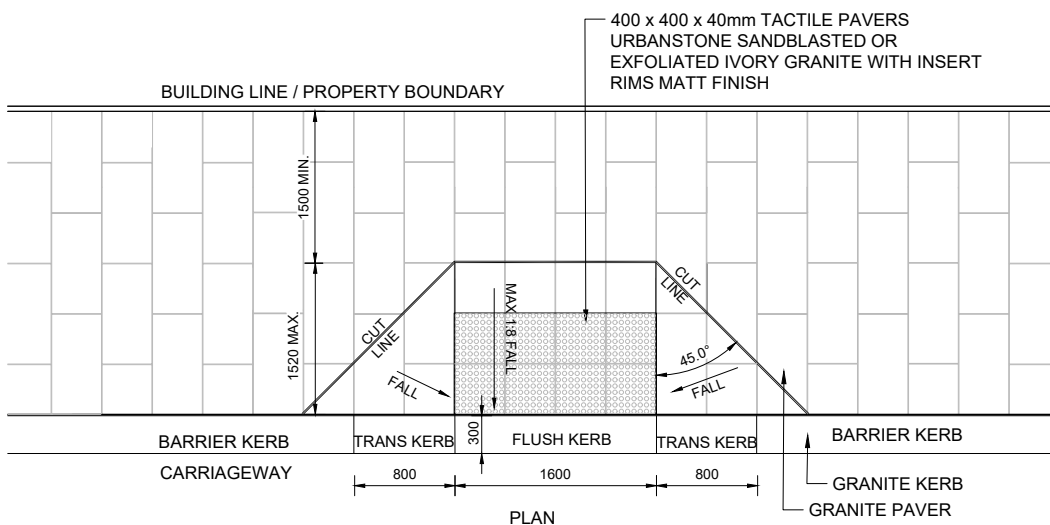 400 x 400 x 40mm TACTILE PAVERS
URBANSTONE SANDBLASTED OR
EXFOLIATED IVORY GRANITE WITH INSERT
RIMS MATT FINISH
BUILDING LINE / PROPERTY BOUNDARY
1500 MIN.
1520 MAX.
CUT
LINE
CUT
LINE
MAX 1:8 FALL
45.0°
FALL
FALL
300
BARRIER KERB
TRANS KERB
FLUSH KERB
TRANS KERB
BARRIER KERB
CARRIAGEWAY
800
1600
800
GRANITE KERB
GRANITE PAVER
PLAN